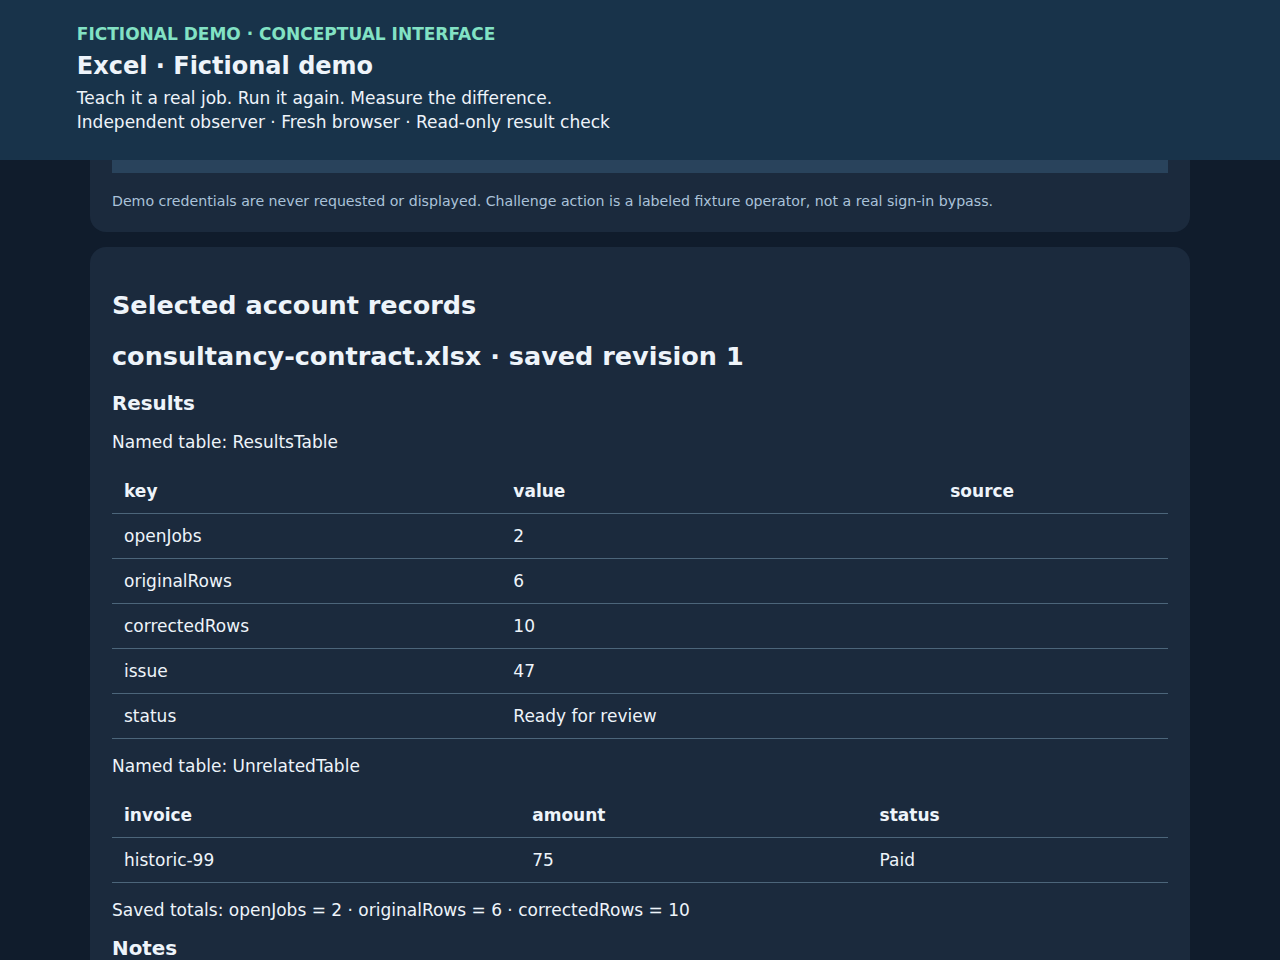 FICTIONAL DEMO · CONCEPTUAL INTERFACE
Excel · Fictional demo
Teach it a real job. Run it again. Measure the difference.
Independent observer · Fresh browser · Read-only result check
Demo credentials are never requested or displayed. Challenge action is a labeled fixture operator, not a real sign-in bypass.
Selected account records
consultancy-contract.xlsx · saved revision 1
Results
Named table: ResultsTable
key value source
openJobs 2
originalRows 6
correctedRows 10
issue 47
status Ready for review
Named table: UnrelatedTable
invoice amount status
historic-99 75 Paid
Saved totals: openJobs = 2 · originalRows = 6 · correctedRows = 10
Notes